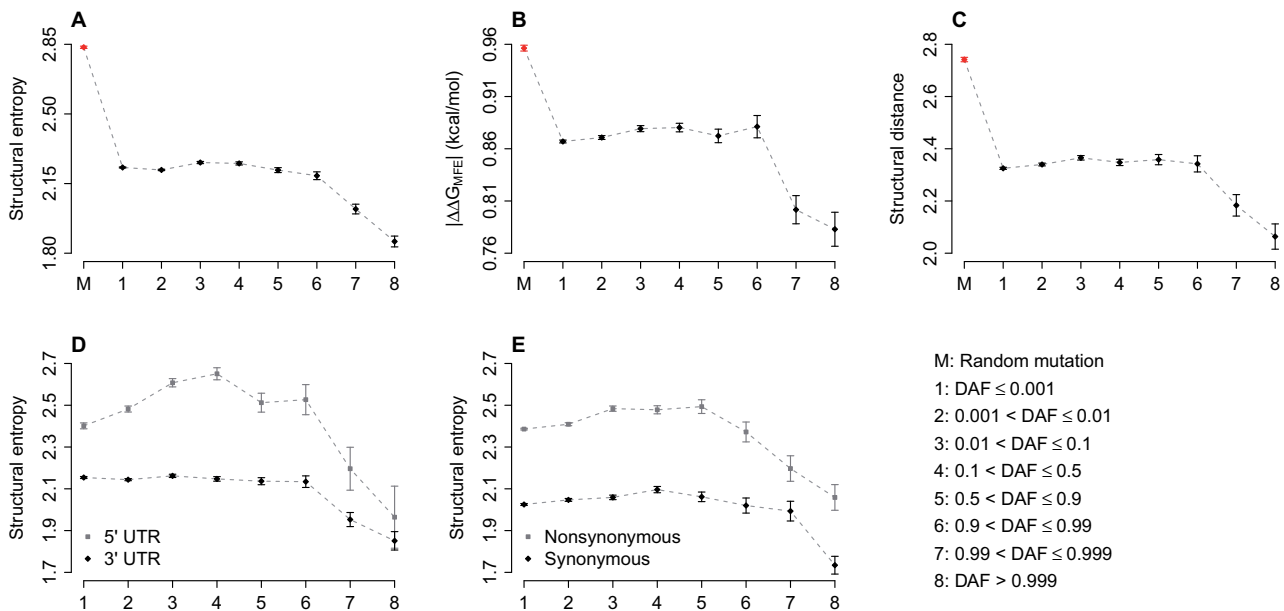 A
Structural entropy
2.85
2.50
2.15
1.80
M 1 2 3 4 5 6 7 8
B
|ΔΔG_MFE| (kcal/mol)
0.96
0.91
0.86
0.81
0.76
M 1 2 3 4 5 6 7 8
C
Structural distance
2.8
2.6
2.4
2.2
2.0
M 1 2 3 4 5 6 7 8
D
Structural entropy
2.7
2.5
2.3
2.1
1.9
1.7
5' UTR
3' UTR
1 2 3 4 5 6 7 8
E
Structural entropy
2.7
2.5
2.3
2.1
1.9
1.7
Nonsynonymous
Synonymous
1 2 3 4 5 6 7 8
M: Random mutation
1: DAF ≤ 0.001
2: 0.001 < DAF ≤ 0.01
3: 0.01 < DAF ≤ 0.1
4: 0.1 < DAF ≤ 0.5
5: 0.5 < DAF ≤ 0.9
6: 0.9 < DAF ≤ 0.99
7: 0.99 < DAF ≤ 0.999
8: DAF > 0.999